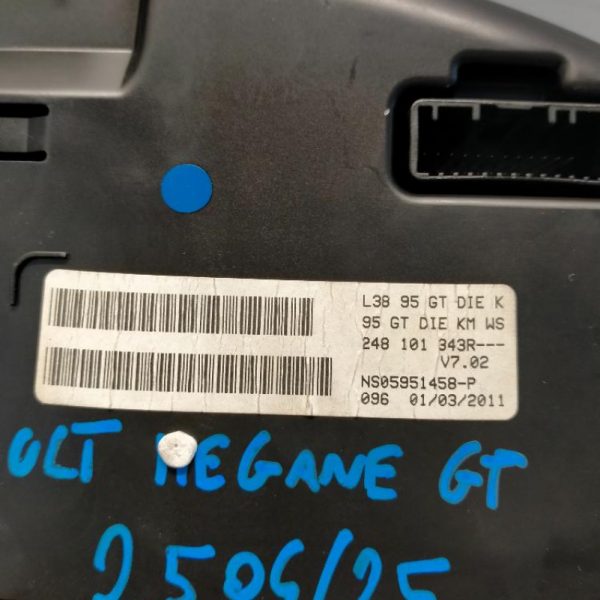 L38 95 GT DIE K
95 GT DIE KM WS
248 101 343R---
V7.02
NS05951458-P
096 01/03/2011
MEGANE GT